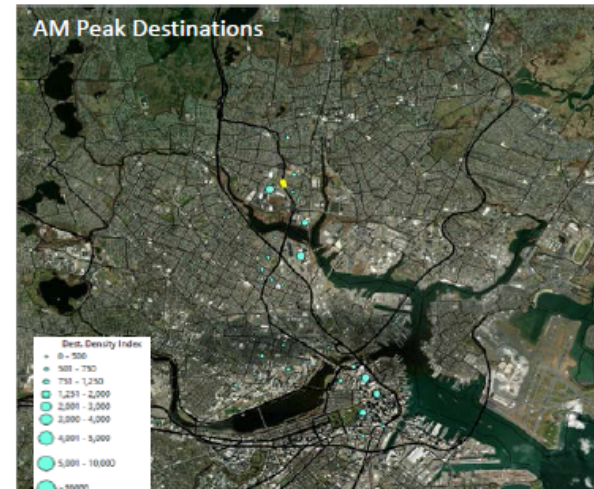 AM Peak Destinations
Dest. Density Index
0 - 500
501 - 750
751 - 1,250
1,251 - 2,000
2,001 - 3,000
3,000 - 4,000
4,001 - 5,000
5,001 - 10,000